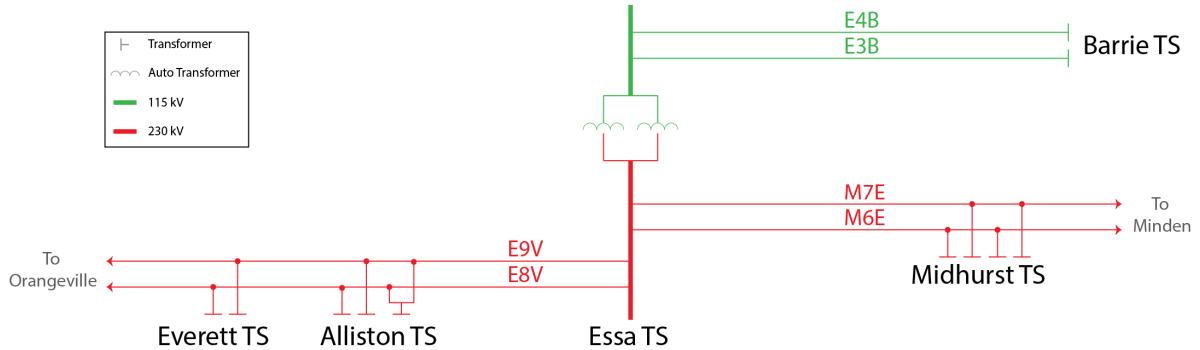 E4B
E3B
Barrie TS
Transformer
Auto Transformer
115 kV
230 kV
M7E
M6E
To
Minden
Midhurst TS
E9V
E8V
To
Orangeville
Everett TS
Alliston TS
Essa TS